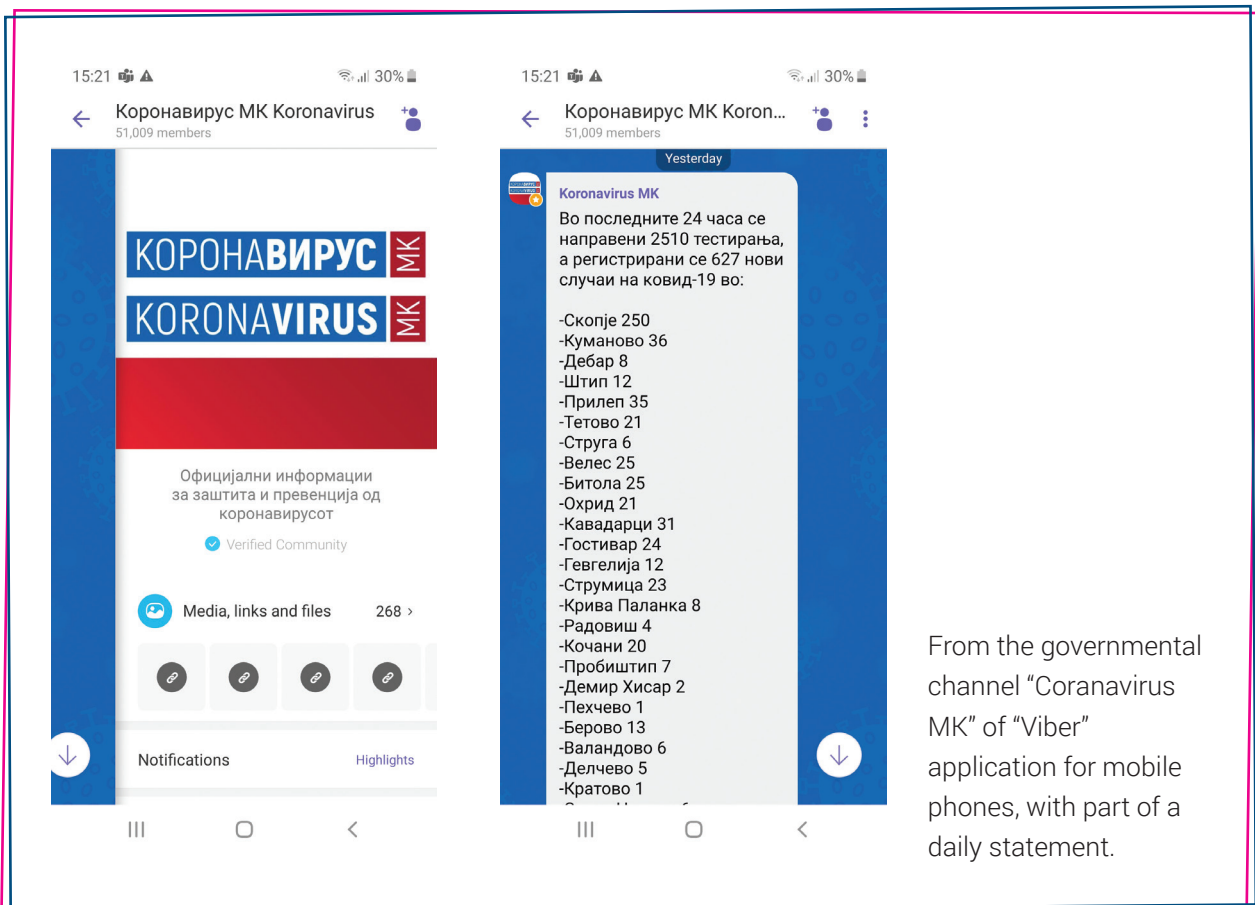 15:21
30%
Коронавирус МК Koronavirus
51,009 members
КОРОНАВИРУС МК
KORONAVIRUS МК
Официјални информации
за заштита и превенција од
коронавирусот
Verified Community
Media, links and files 268 >
Notifications Highlights
15:21
30%
Коронавирус МК Koron...
51,009 members
Yesterday
Koronavirus MK
Во последните 24 часа се
направени 2510 тестирања,
а регистрирани се 627 нови
случаи на ковид-19 во:
-Скопје 250
-Куманово 36
-Дебар 8
-Штип 12
-Прилеп 35
-Тетово 21
-Струга 6
-Велес 25
-Битола 25
-Охрид 21
-Кавадарци 31
-Гостивар 24
-Гевгелија 12
-Струмица 23
-Крива Паланка 8
-Радовиш 4
-Кочани 20
-Пробиштип 7
-Демир Хисар 2
-Пехчево 1
-Берово 13
-Валандово 6
-Делчево 5
-Кратово 1
From the governmental
channel “Coranavirus
MK” of “Viber”
application for mobile
phones, with part of a
daily statement.